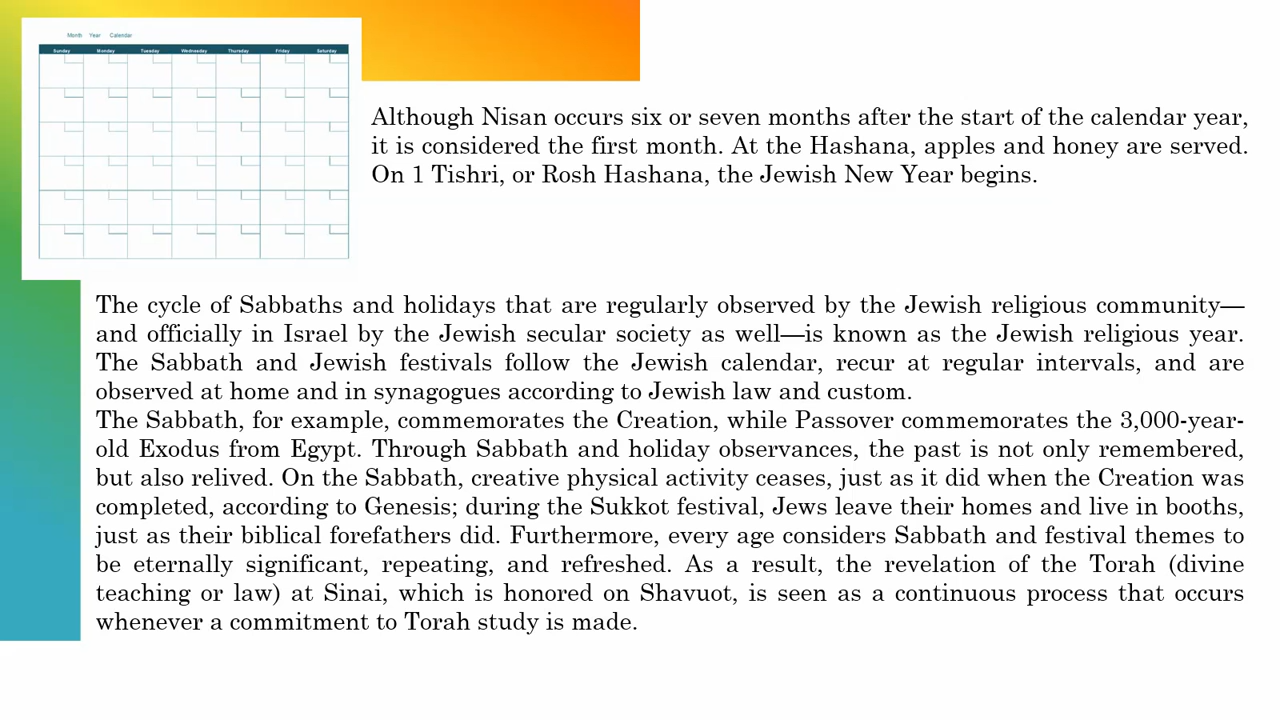 Month Year Calendar
Sunday Monday Tuesday Wednesday Thursday Friday Saturday
Although Nisan occurs six or seven months after the start of the calendar year,
it is considered the first month. At the Hashana, apples and honey are served.
On 1 Tishri, or Rosh Hashana, the Jewish New Year begins.
The cycle of Sabbaths and holidays that are regularly observed by the Jewish religious community—
and officially in Israel by the Jewish secular society as well—is known as the Jewish religious year.
The Sabbath and Jewish festivals follow the Jewish calendar, recur at regular intervals, and are
observed at home and in synagogues according to Jewish law and custom.
The Sabbath, for example, commemorates the Creation, while Passover commemorates the 3,000-year-
old Exodus from Egypt. Through Sabbath and holiday observances, the past is not only remembered,
but also relived. On the Sabbath, creative physical activity ceases, just as it did when the Creation was
completed, according to Genesis; during the Sukkot festival, Jews leave their homes and live in booths,
just as their biblical forefathers did. Furthermore, every age considers Sabbath and festival themes to
be eternally significant, repeating, and refreshed. As a result, the revelation of the Torah (divine
teaching or law) at Sinai, which is honored on Shavuot, is seen as a continuous process that occurs
whenever a commitment to Torah study is made.